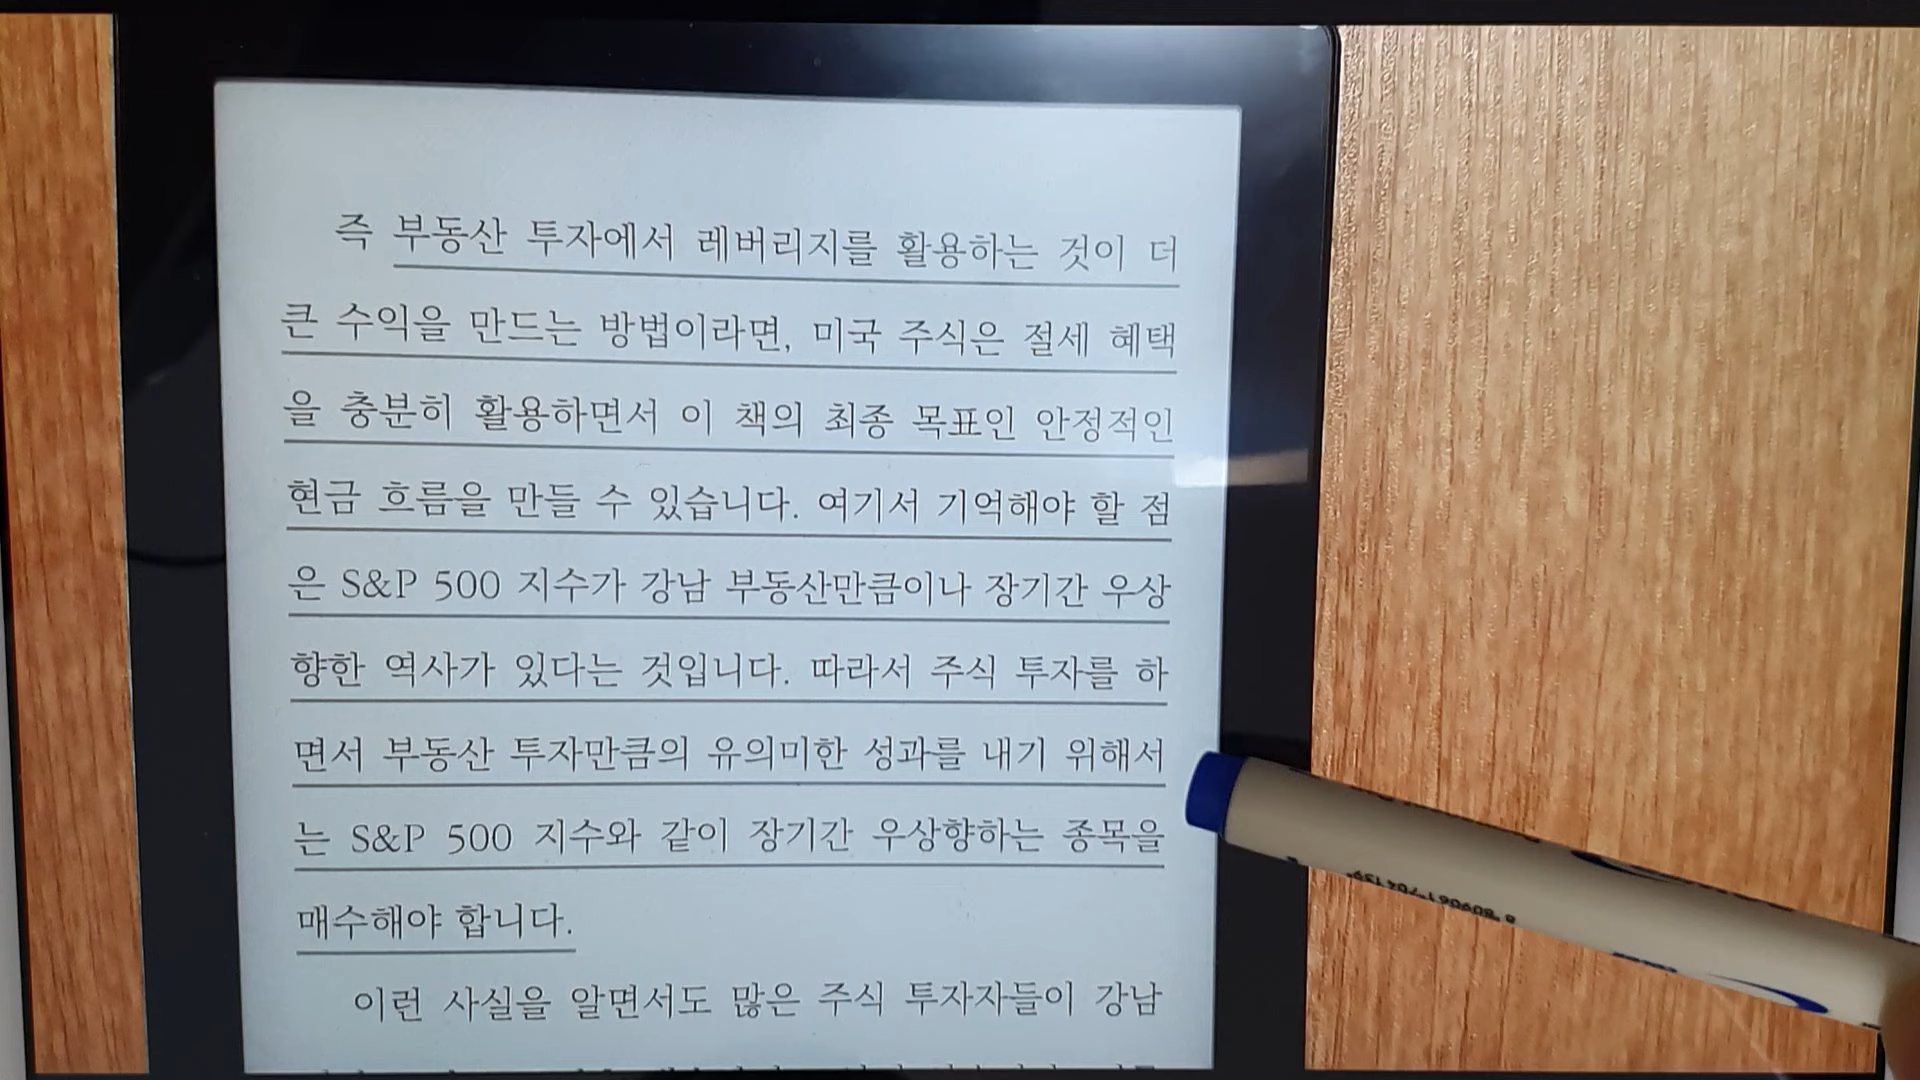 즉 부동산 투자에서 레버리지를 활용하는 것이 더
큰 수익을 만드는 방법이라면, 미국 주식은 절세 혜택
을 충분히 활용하면서 이 책의 최종 목표인 안정적인
현금 흐름을 만들 수 있습니다. 여기서 기억해야 할 점
은 S&P 500 지수가 강남 부동산만큼이나 장기간 우상
향한 역사가 있다는 것입니다. 따라서 주식 투자를 하
면서 부동산 투자만큼의 유의미한 성과를 내기 위해서
는 S&P 500 지수와 같이 장기간 우상향하는 종목을
매수해야 합니다.
이런 사실을 알면서도 많은 주식 투자자들이 강남